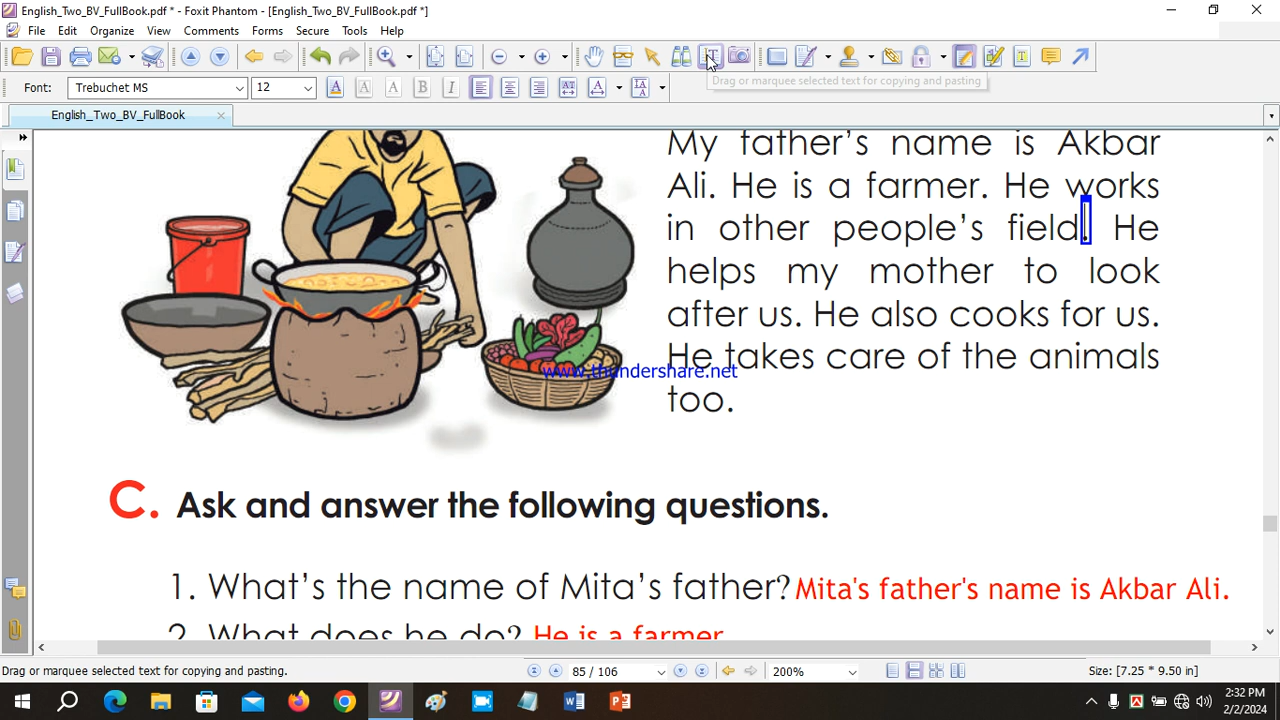 English_Two_BV_FullBook.pdf * - Foxit Phantom - [English_Two_BV_FullBook.pdf *]
File Edit Organize View Comments Forms Secure Tools Help
Drag or marquee selected text for copying and pasting
Font: Trebuchet MS 12
English_Two_BV_FullBook
My father's name is Akbar
Ali. He is a farmer. He works
in other people's field. He
helps my mother to look
after us. He also cooks for us.
He takes care of the animals
too.
www.thundershare.net
C. Ask and answer the following questions.
1. What's the name of Mita's father? Mita's father's name is Akbar Ali.
2. What does he do? He is a farmer
Drag or marquee selected text for copying and pasting. 85 / 106 200% Size: [7.25 * 9.50 in]
2:32 PM
2/2/2024